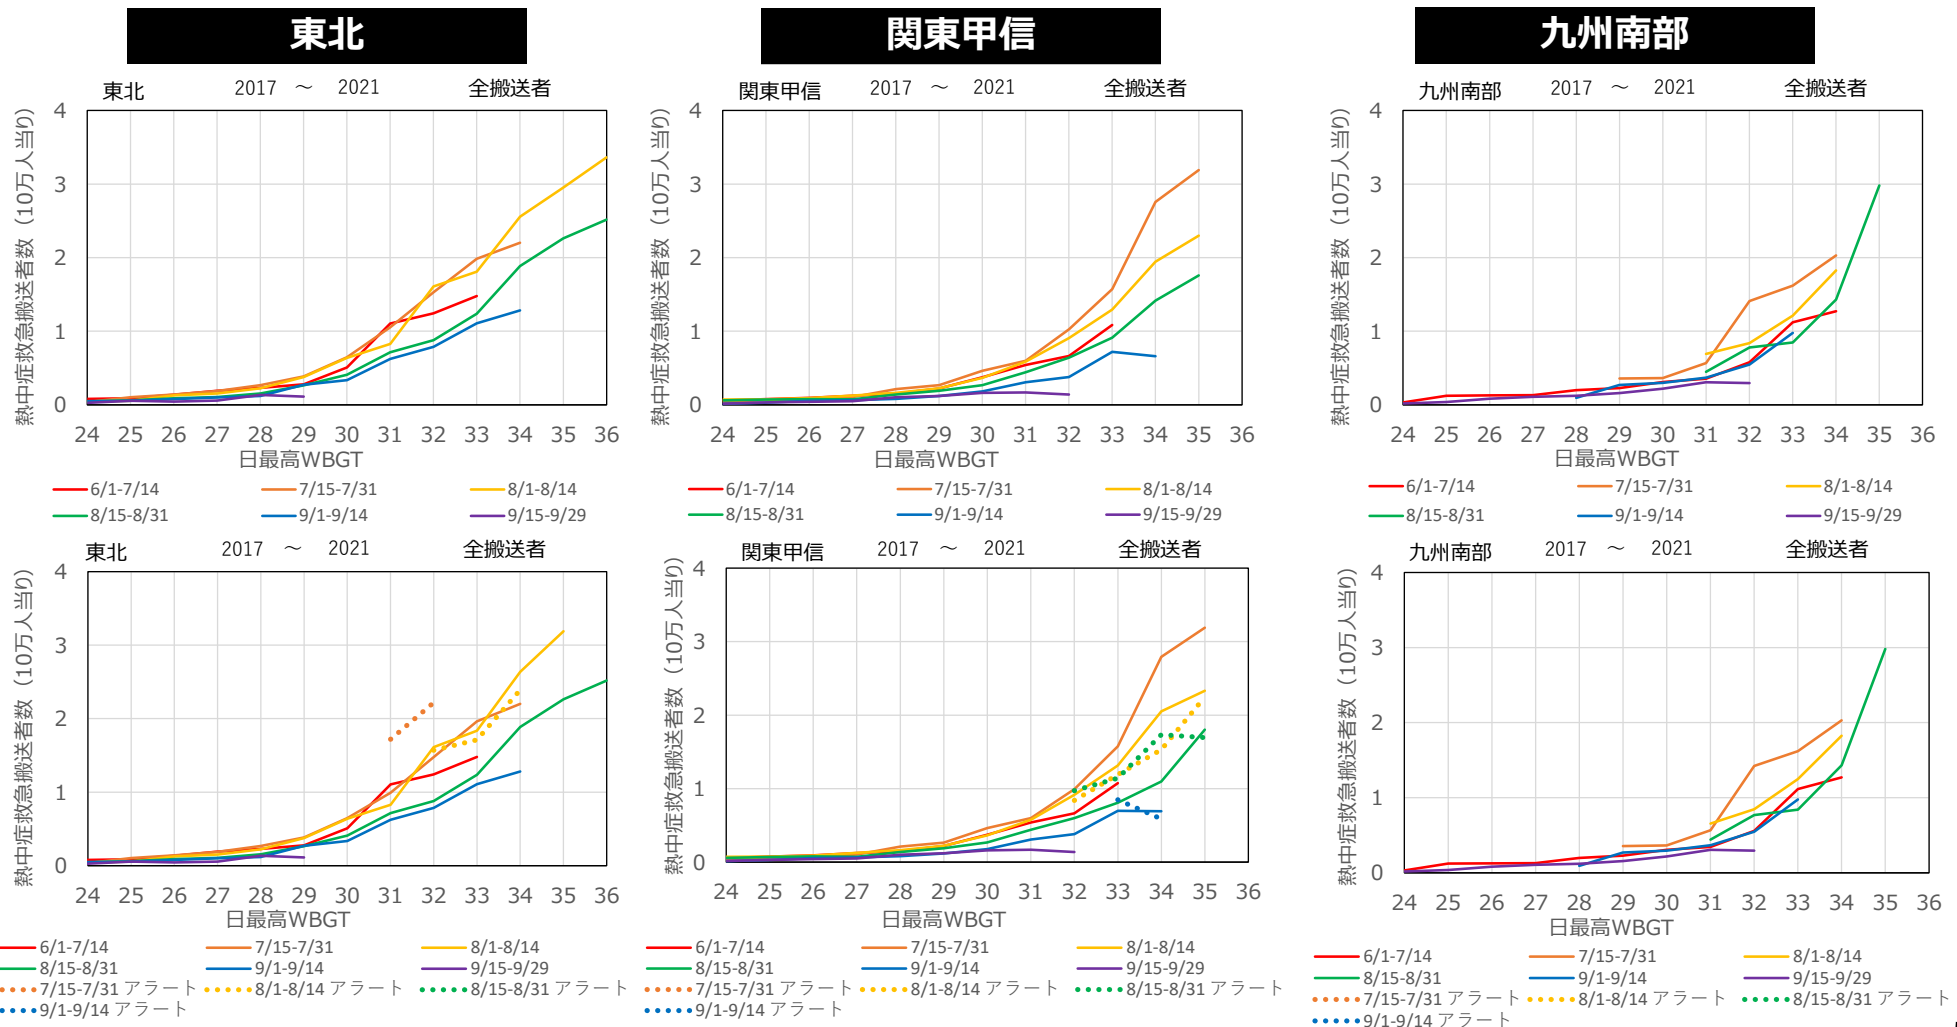 東北
関東甲信
九州南部
東北 2017 ～ 2021 全搬送者
熱中症救急搬送者数（10万人当り）
4
3
2
1
0
24 25 26 27 28 29 30 31 32 33 34 35 36
日最高WBGT
6/1-7/14 7/15-7/31 8/1-8/14
8/15-8/31 9/1-9/14 9/15-9/29
関東甲信 2017 ～ 2021 全搬送者
熱中症救急搬送者数（10万人当り）
4
3
2
1
0
24 25 26 27 28 29 30 31 32 33 34 35 36
日最高WBGT
6/1-7/14 7/15-7/31 8/1-8/14
8/15-8/31 9/1-9/14 9/15-9/29
九州南部 2017 ～ 2021 全搬送者
熱中症救急搬送者数（10万人当り）
4
3
2
1
0
24 25 26 27 28 29 30 31 32 33 34 35 36
日最高WBGT
6/1-7/14 7/15-7/31 8/1-8/14
8/15-8/31 9/1-9/14 9/15-9/29
東北 2017 ～ 2021 全搬送者
熱中症救急搬送者数（10万人当り）
4
3
2
1
0
24 25 26 27 28 29 30 31 32 33 34 35 36
日最高WBGT
6/1-7/14 7/15-7/31 8/1-8/14
8/15-8/31 9/1-9/14 9/15-9/29
7/15-7/31 アラート 8/1-8/14 アラート 8/15-8/31 アラート
9/1-9/14 アラート
関東甲信 2017 ～ 2021 全搬送者
熱中症救急搬送者数（10万人当り）
4
3
2
1
0
24 25 26 27 28 29 30 31 32 33 34 35 36
日最高WBGT
6/1-7/14 7/15-7/31 8/1-8/14
8/15-8/31 9/1-9/14 9/15-9/29
7/15-7/31 アラート 8/1-8/14 アラート 8/15-8/31 アラート
9/1-9/14 アラート
九州南部 2017 ～ 2021 全搬送者
熱中症救急搬送者数（10万人当り）
4
3
2
1
0
24 25 26 27 28 29 30 31 32 33 34 35 36
日最高WBGT
6/1-7/14 7/15-7/31 8/1-8/14
8/15-8/31 9/1-9/14 9/15-9/29
7/15-7/31 アラート 8/1-8/14 アラート 8/15-8/31 アラート
9/1-9/14 アラート